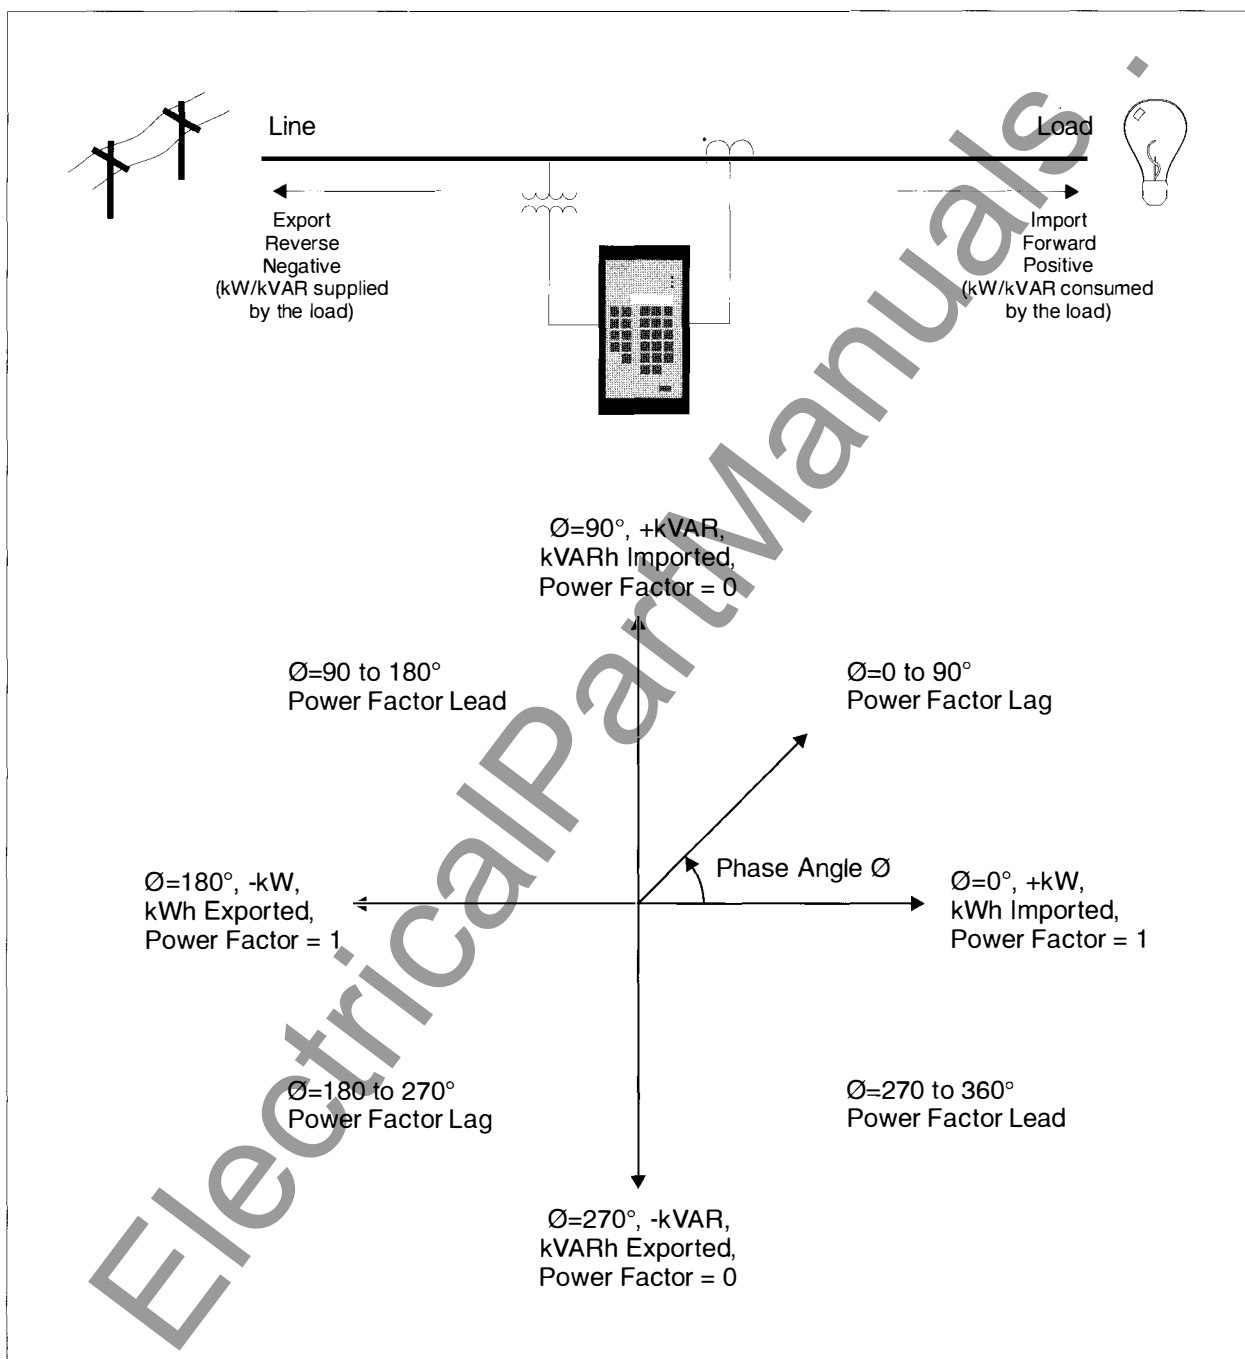 Line
Load
Export
Reverse
Negative
(kW/kVAR supplied
by the load)
Import
Forward
Positive
(kW/kVAR consumed
by the load)
Ø=90°, +kVAR,
kVARh Imported,
Power Factor = 0
Ø=90 to 180°
Power Factor Lead
Ø=0 to 90°
Power Factor Lag
Phase Angle Ø
Ø=180°, -kW,
kWh Exported,
Power Factor = 1
Ø=0°, +kW,
kWh Imported,
Power Factor = 1
Ø=180 to 270°
Power Factor Lag
Ø=270 to 360°
Power Factor Lead
Ø=270°, -kVAR,
kVARh Exported,
Power Factor = 0
ElectricalPartManuals .